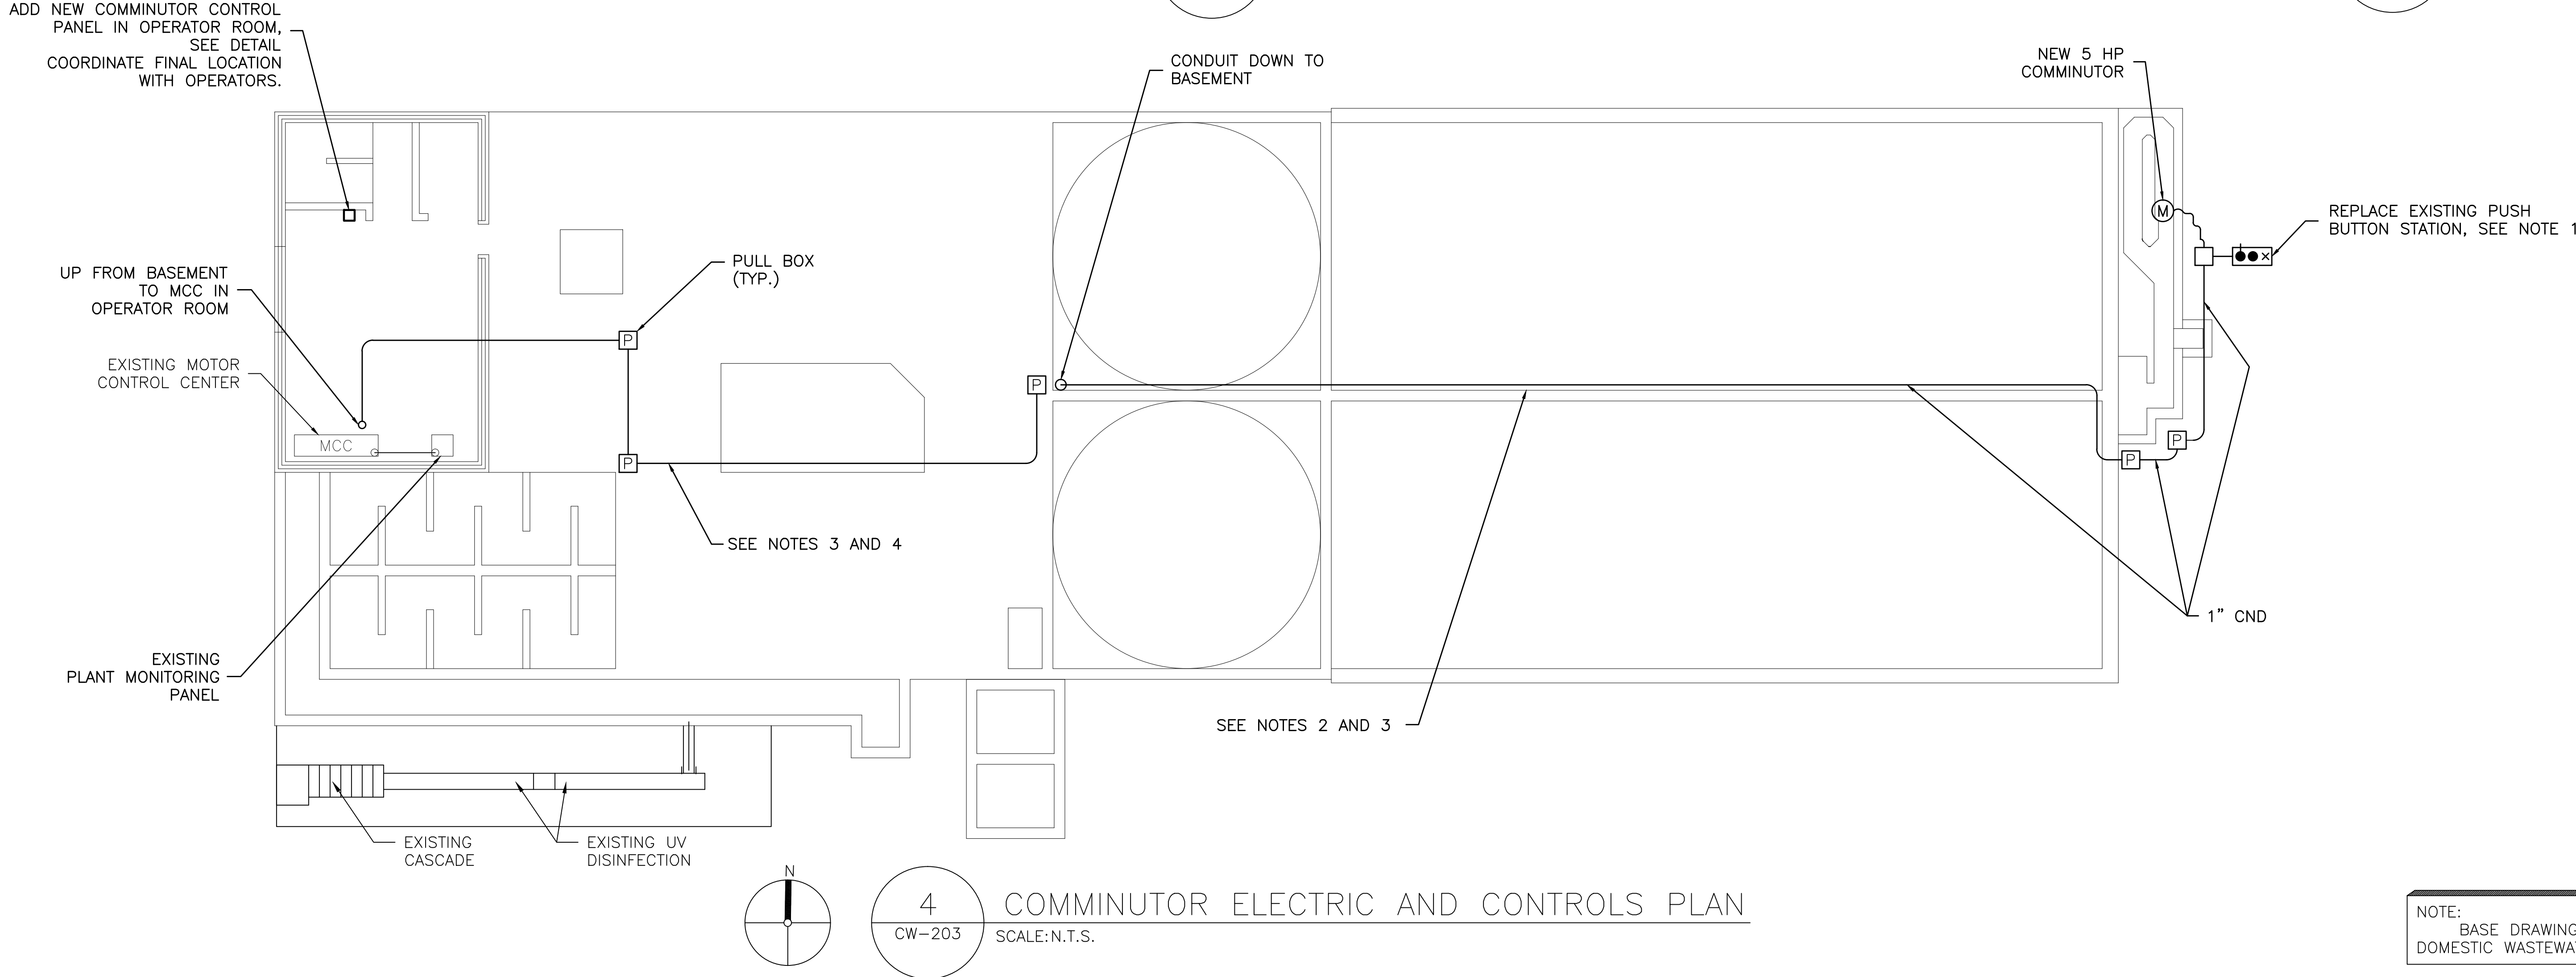 ADD NEW COMMINUTOR CONTROL
PANEL IN OPERATOR ROOM,
SEE DETAIL
COORDINATE FINAL LOCATION
WITH OPERATORS.
CONDUIT DOWN TO
BASEMENT
NEW 5 HP
COMMINUTOR
M
REPLACE EXISTING PUSH
BUTTON STATION, SEE NOTE 1
PULL BOX
(TYP.)
UP FROM BASEMENT
TO MCC IN
OPERATOR ROOM
P
EXISTING MOTOR
CONTROL CENTER
P
MCC
P
P
P
SEE NOTES 3 AND 4
1" CND
EXISTING
PLANT MONITORING
PANEL
SEE NOTES 2 AND 3
EXISTING
CASCADE
EXISTING UV
DISINFECTION
N
4
CW-203
COMMINUTOR ELECTRIC AND CONTROLS PLAN
SCALE: N.T.S.
NOTE:
BASE DRAWING
DOMESTIC